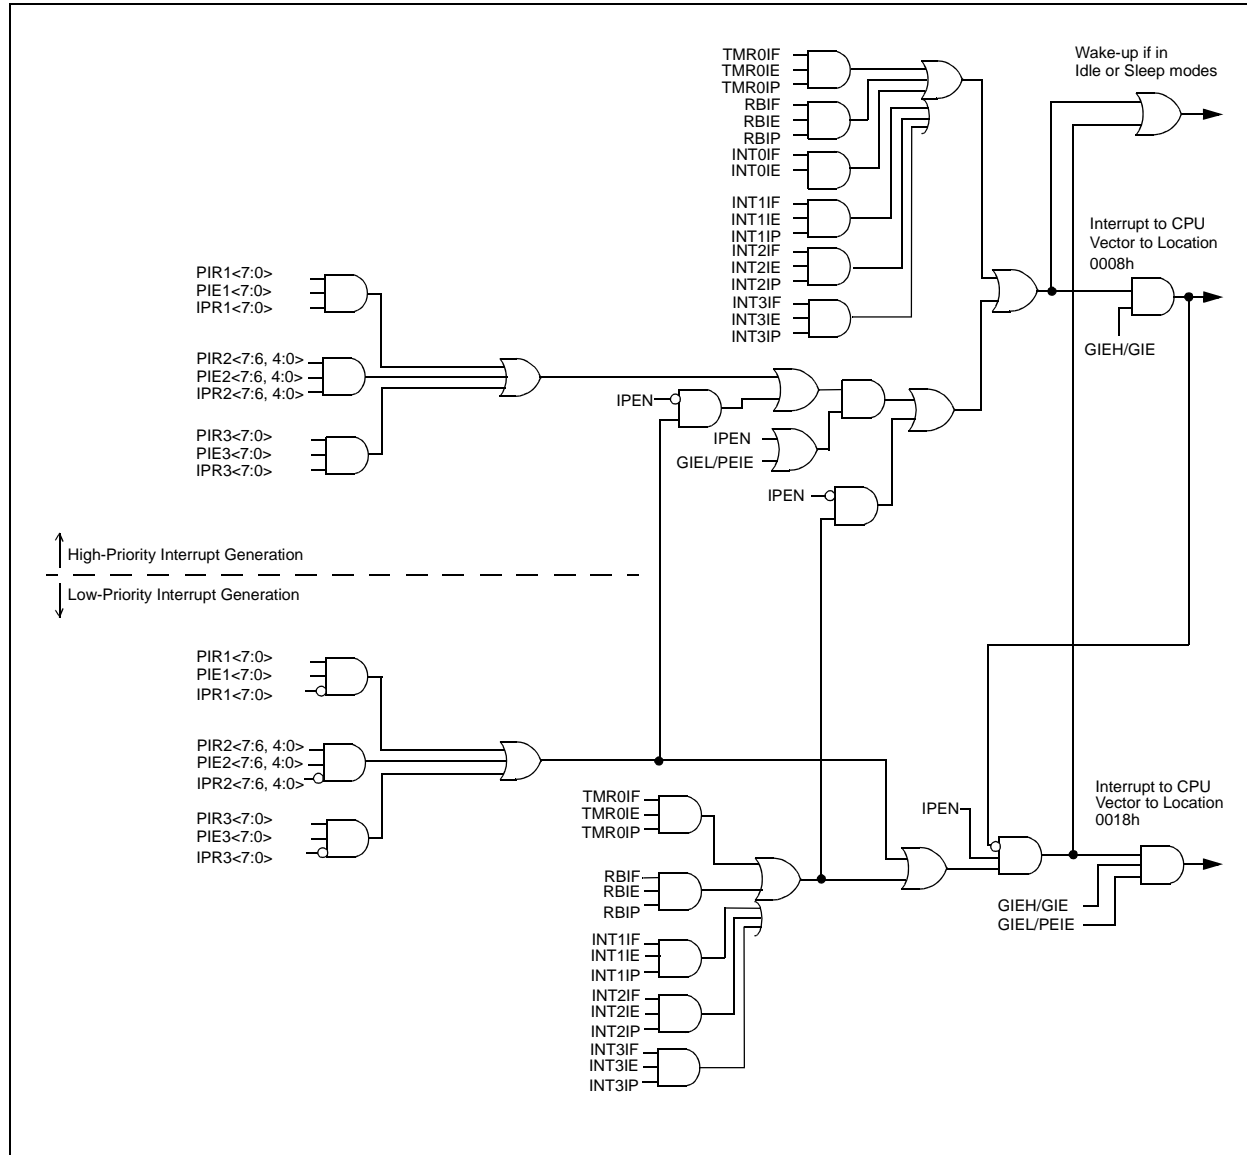 TMR0IF
TMR0IE
TMR0IP
RBIF
RBIE
RBIP
INT0IF
INT0IE
INT1IF
INT1IE
INT1IP
INT2IF
INT2IE
INT2IP
INT3IF
INT3IE
INT3IP
Wake-up if in
Idle or Sleep modes
Interrupt to CPU
Vector to Location
0008h
GIEH/GIE
PIR1<7:0>
PIE1<7:0>
IPR1<7:0>
PIR2<7:6, 4:0>
PIE2<7:6, 4:0>
IPR2<7:6, 4:0>
PIR3<7:0>
PIE3<7:0>
IPR3<7:0>
IPEN
IPEN
GIEL/PEIE
IPEN
High-Priority Interrupt Generation
Low-Priority Interrupt Generation
PIR1<7:0>
PIE1<7:0>
IPR1<7:0>
PIR2<7:6, 4:0>
PIE2<7:6, 4:0>
IPR2<7:6, 4:0>
PIR3<7:0>
PIE3<7:0>
IPR3<7:0>
TMR0IF
TMR0IE
TMR0IP
RBIF
RBIE
RBIP
INT1IF
INT1IE
INT1IP
INT2IF
INT2IE
INT2IP
INT3IF
INT3IE
INT3IP
IPEN
Interrupt to CPU
Vector to Location
0018h
GIEH/GIE
GIEL/PEIE